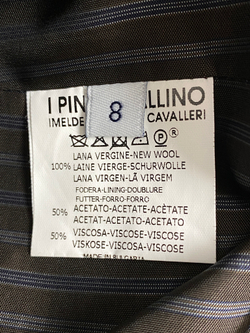 I PIN ALLINO
8
IMELDE CAVALLERI
P®
LANA VERGINE-NEW WOOL
100% LAINE VIERGE-SCHURWOLLE
LANA VIRGEN-LÃ VIRGEM
FODERA-LINING-DOUBLURE
FUTTER-FORRO-FORRO
50% ACETATO-ACETATE-ACÉTATE
ACETAT-ACETATO-ACETATO
50% VISCOSA-VISCOSE-VISCOSE
VISKOSE-VISCOSA-VISCOSE
MADE IN BULGARIA